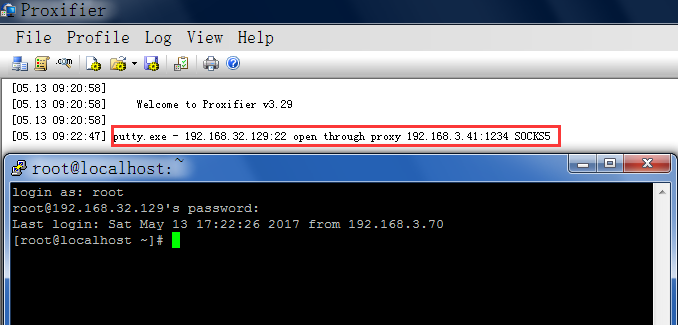 Proxifier
File Profile Log View Help
[05.13 09:20:58]
[05.13 09:20:58] Welcome to Proxifier v3.29
[05.13 09:20:58]
[05.13 09:22:47] putty.exe - 192.168.32.129:22 open through proxy 192.168.3.41:1234 SOCKS5
root@localhost:~
login as: root
root@192.168.32.129's password:
Last login: Sat May 13 17:22:26 2017 from 192.168.3.70
[root@localhost ~]#